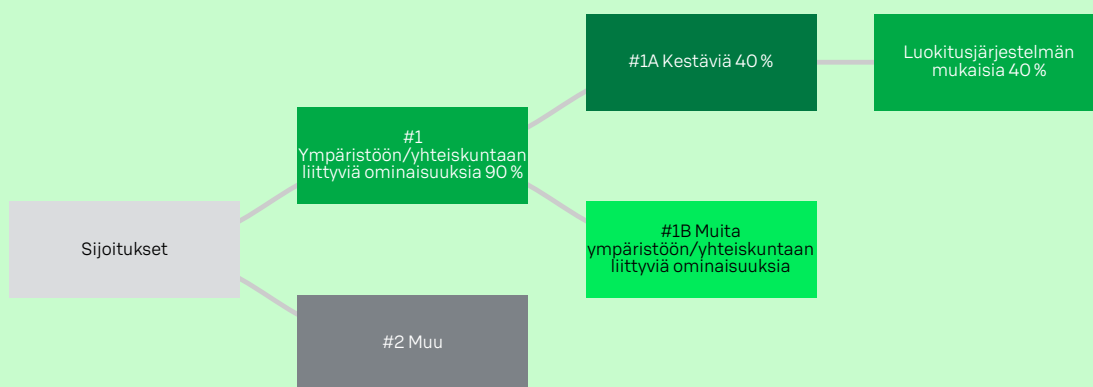 #1A Kestäviä 40 %
Luokitusjärjestelmän
mukaisia 40 %
#1
Ympäristöön/yhteiskuntaan
liittyviä ominaisuuksia 90 %
Sijoitukset
#1B Muita
ympäristöön/yhteiskuntaan
liittyviä ominaisuuksia
#2 Muu